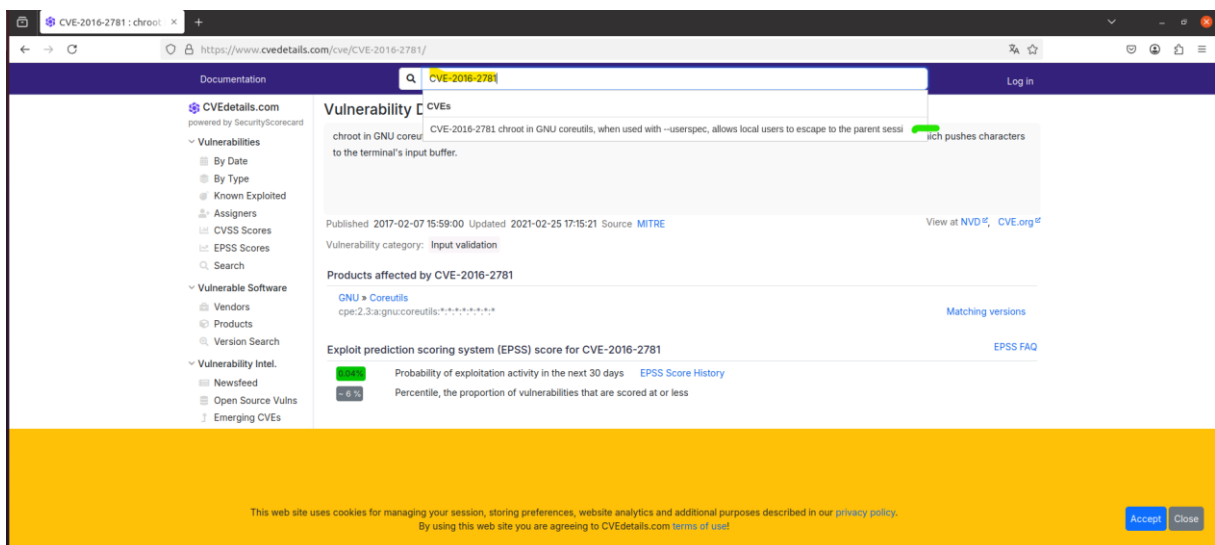 CVE-2016-2781 : chroot
https://www.cvedetails.com/cve/CVE-2016-2781/
Documentation
CVE-2016-2781
Log in
CVEdetails.com
powered by SecurityScorecard
Vulnerabilities
By Date
By Type
Known Exploited
Assigners
CVSS Scores
EPSS Scores
Search
Vulnerable Software
Vendors
Products
Version Search
Vulnerability Intel.
Newsfeed
Open Source Vulns
Emerging CVEs
Vulnerability
CVEs
CVE-2016-2781 chroot in GNU coreutils, when used with --userspec, allows local users to escape to the parent sessi
chroot in GNU pushes characters
to the terminal's input buffer.
Published 2017-02-07 15:59:00 Updated 2021-02-25 17:15:21 Source MITRE
View at NVD, CVE.org
Vulnerability category: Input validation
Products affected by CVE-2016-2781
GNU » Coreutils
cpe:2.3:a:gnu:coreutils:*:*:*:*:*:*:*:*
Matching versions
Exploit prediction scoring system (EPSS) score for CVE-2016-2781
EPSS FAQ
0.04% Probability of exploitation activity in the next 30 days EPSS Score History
~ 6 % Percentile, the proportion of vulnerabilities that are scored at or less
This web site uses cookies for managing your session, storing preferences, website analytics and additional purposes described in our privacy policy.
By using this web site you are agreeing to CVEdetails.com terms of use!
Accept Close